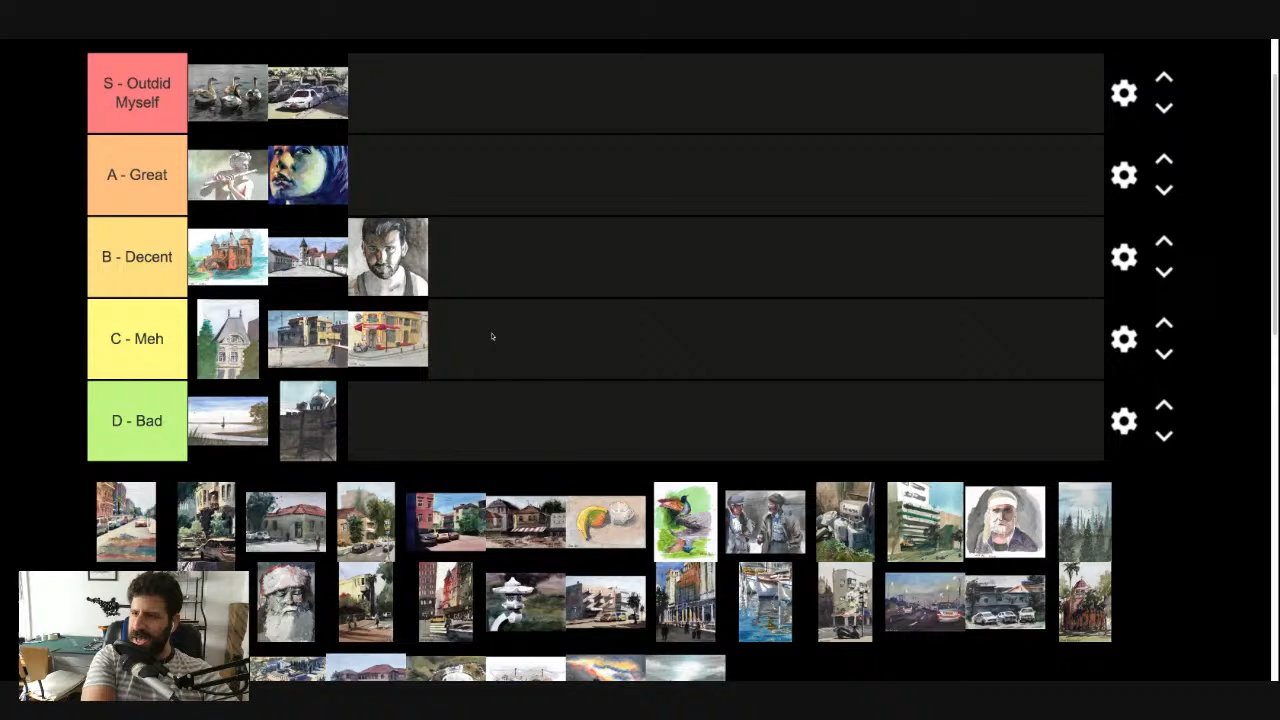 S - Outdid
Myself
A - Great
B - Decent
C - Meh
D - Bad